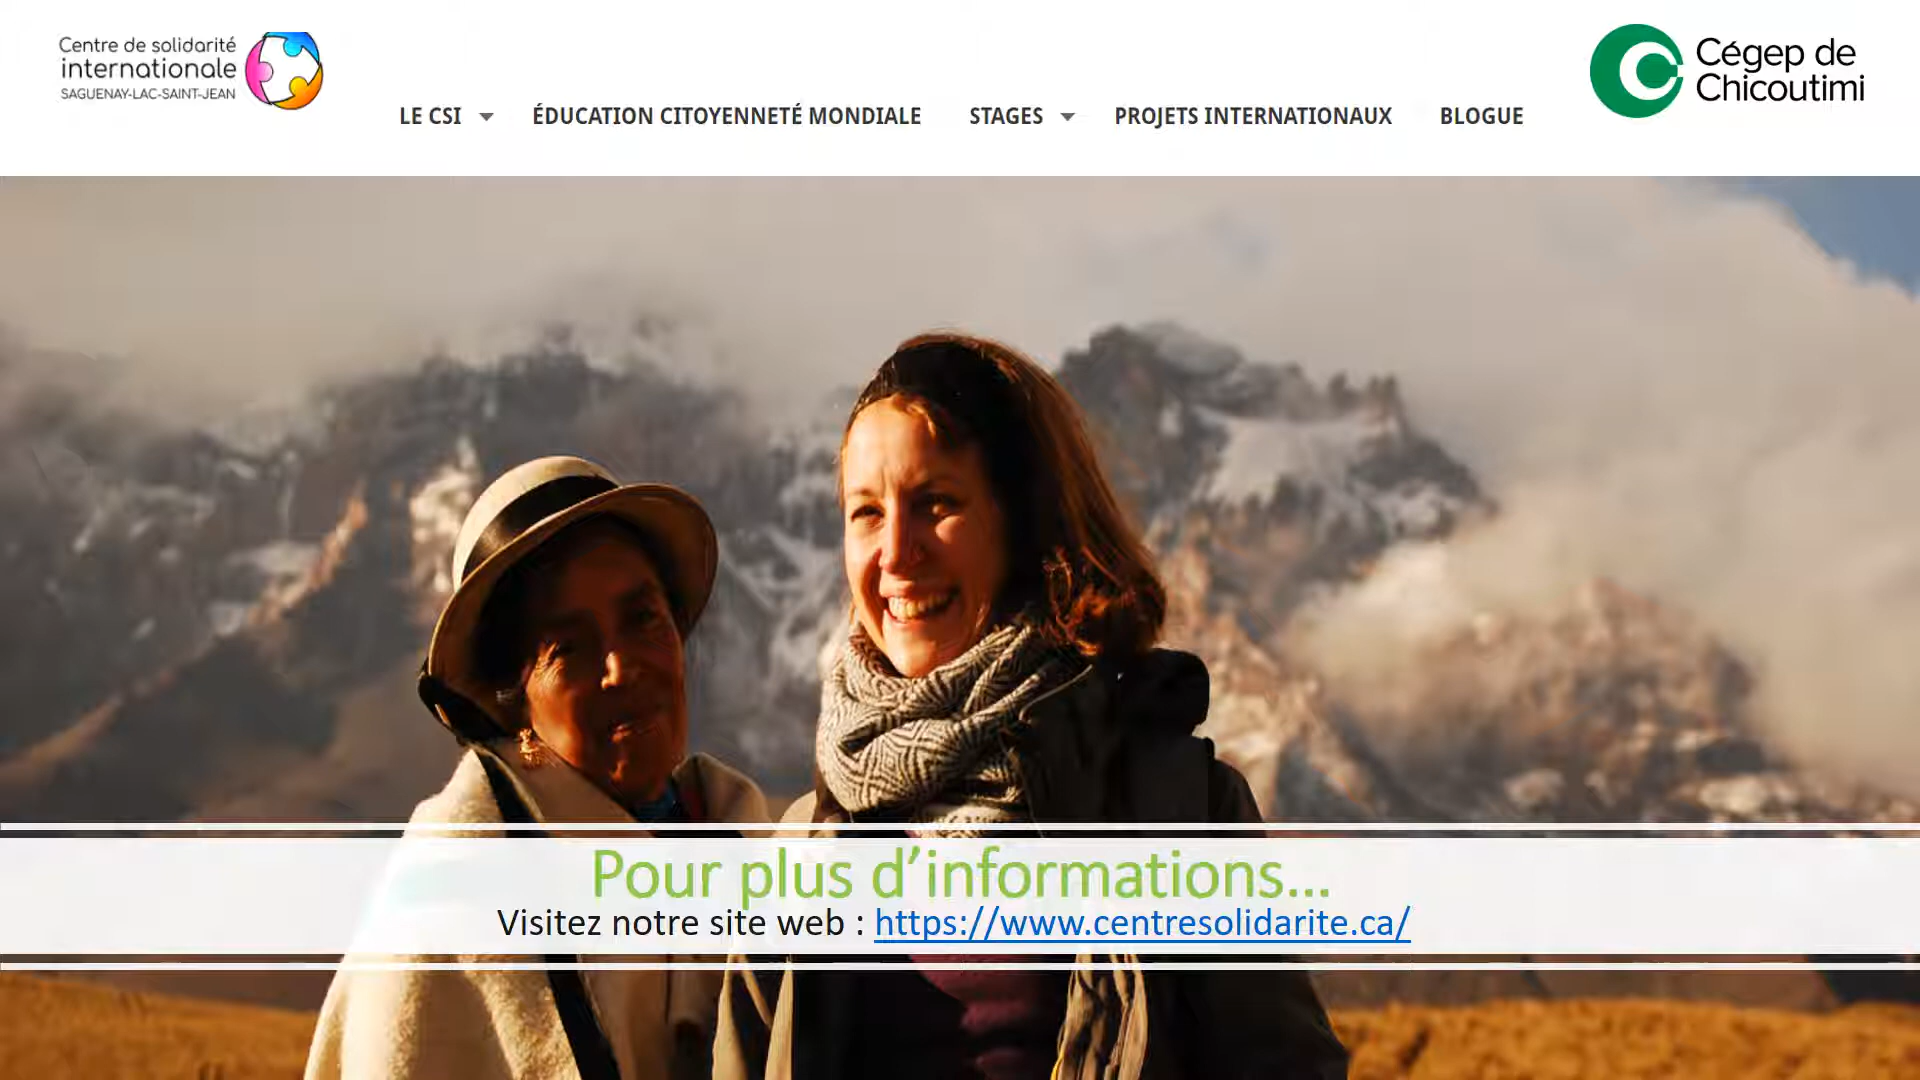 Centre de solidarité
internationale
SAGUENAY-LAC-SAINT-JEAN
LE CSI
ÉDUCATION CITOYENNETÉ MONDIALE
STAGES
PROJETS INTERNATIONAUX
BLOGUE
Cégep de
Chicoutimi
Pour plus d’informations...
Visitez notre site web : https://www.centresolidarite.ca/